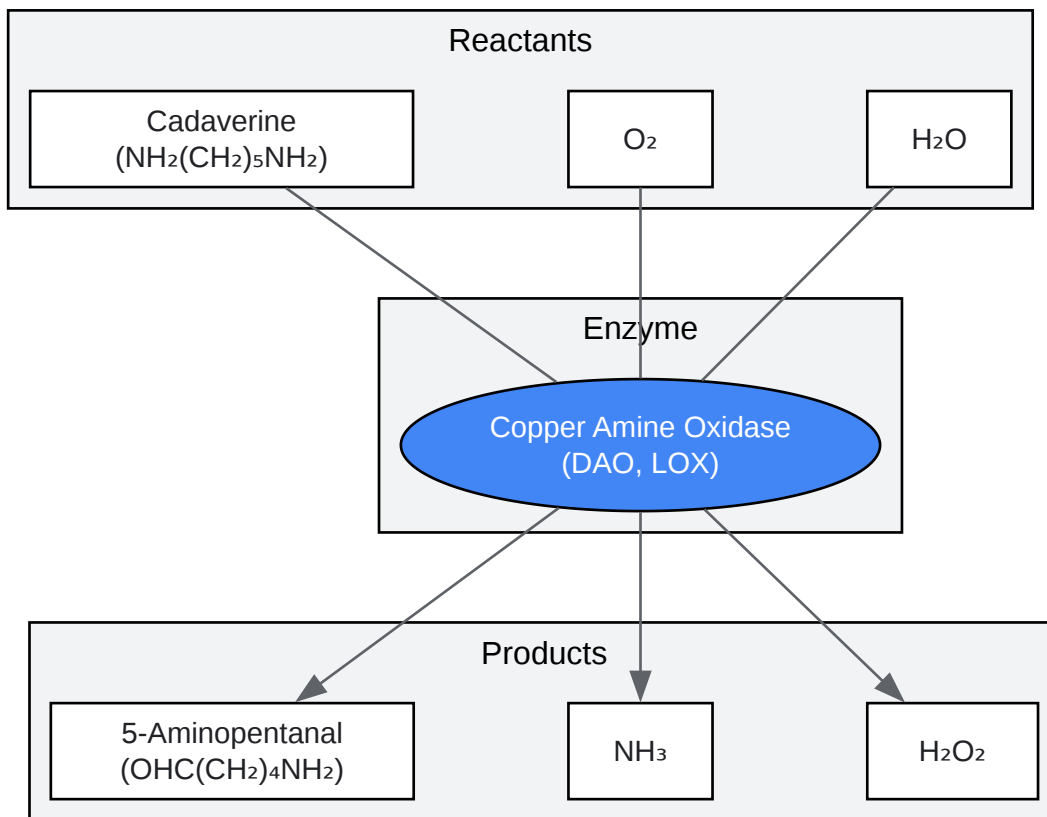 Reactants
Cadaverine
(NH₂(CH₂)₅NH₂)
O₂
H₂O
Enzyme
Copper Amine Oxidase
(DAO, LOX)
Products
5-Aminopentanal
(OHC(CH₂)₄NH₂)
NH₃
H₂O₂